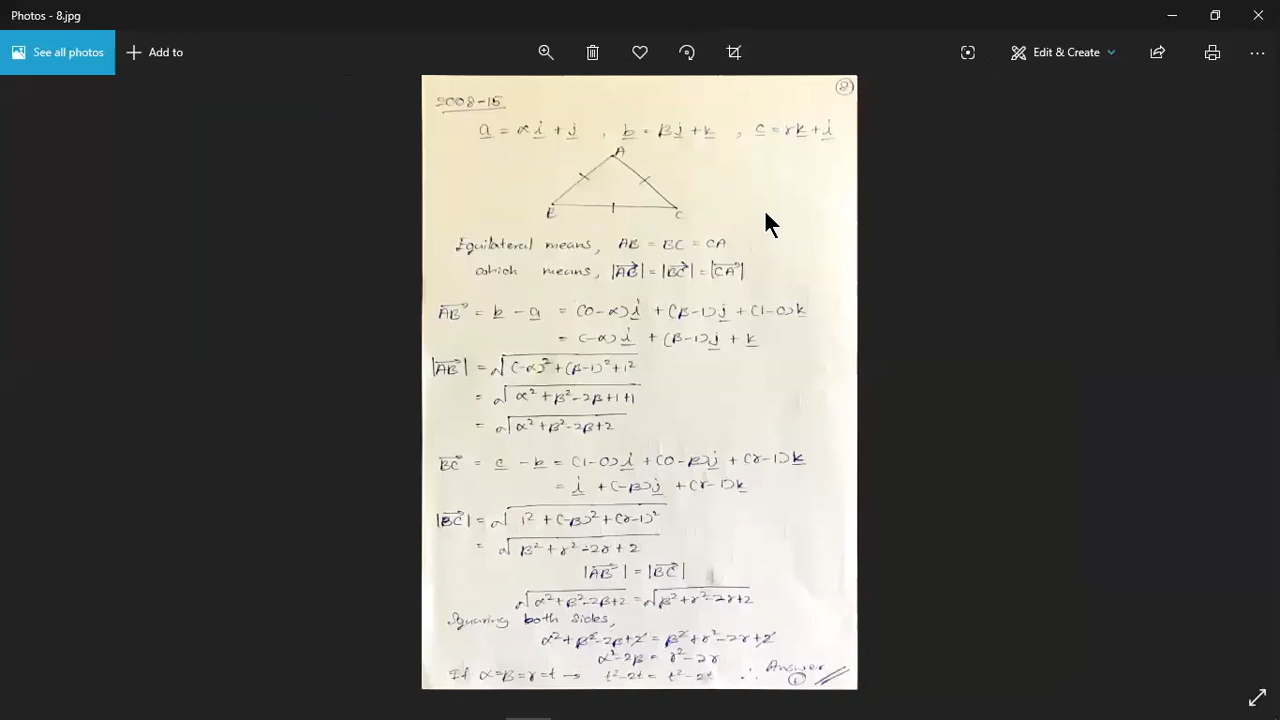 Photos - 8.jpg
See all photos
Add to
Edit & Create
8
2008-15
a = αi + j , b = βj + k , c = γk + i
A
B
C
Equilateral means, AB = BC = CA
which means, |AB| = |BC| = |CA|
AB = b - a = (0-α)i + (β-1)j + (1-0)k
= (-α)i + (β-1)j + k
|AB| = √(-α)² + (β-1)² + 1²
= √α² + β² - 2β + 1 + 1
= √α² + β² - 2β + 2
BC = c - b = (1-0)i + (0-β)j + (γ-1)k
= i + (-β)j + (γ-1)k
|BC| = √1² + (-β)² + (γ-1)²
= √β² + γ² - 2γ + 2
|AB| = |BC|
√α² + β² - 2β + 2 = √β² + γ² - 2γ + 2
Squaring both sides,
α² + β² - 2β + 2 = β² + γ² - 2γ + 2
α² - 2β = γ² - 2γ
If α = β = γ = t → t² - 2t = t² - 2t ∴ Answer ①